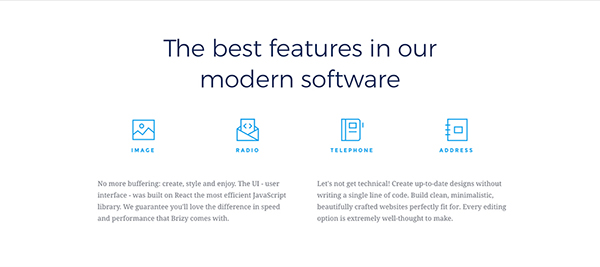 The best features in our
modern software
IMAGE
RADIO
TELEPHONE
ADDRESS
No more buffering: create, style and enjoy. The UI - user
interface - was built on React the most efficient JavaScript
library. We guarantee you'll love the difference in speed
and performance that Brizy comes with.
Let's not get technical! Create up-to-date designs without
writing a single line of code. Build clean, minimalistic,
beautifully crafted websites perfectly fit for. Every editing
option is extremely well-thought to make.